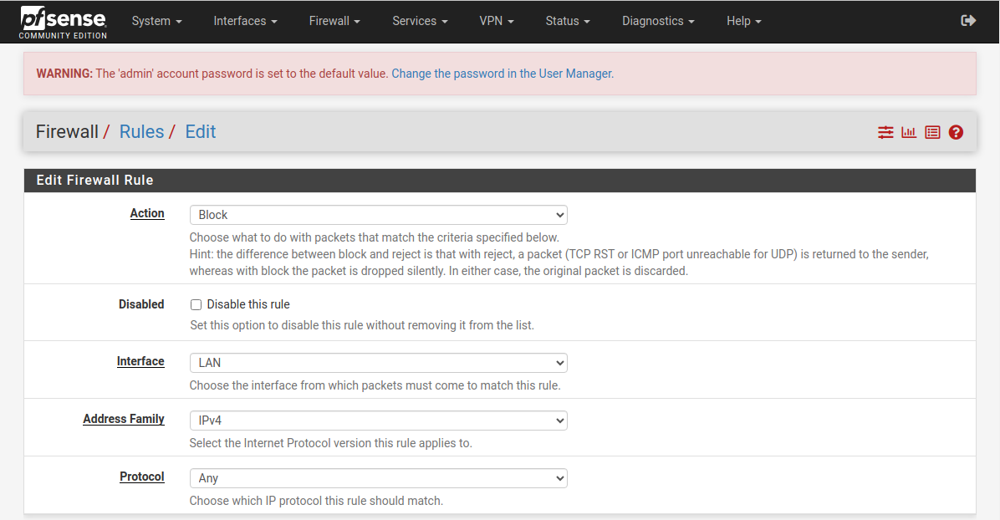 pfsense
COMMUNITY EDITION
System Interfaces Firewall Services VPN Status Diagnostics Help
WARNING: The 'admin' account password is set to the default value. Change the password in the User Manager.
Firewall / Rules / Edit
Edit Firewall Rule
Action Block
Choose what to do with packets that match the criteria specified below.
Hint: the difference between block and reject is that with reject, a packet (TCP RST or ICMP port unreachable for UDP) is returned to the sender,
whereas with block the packet is dropped silently. In either case, the original packet is discarded.
Disabled Disable this rule
Set this option to disable this rule without removing it from the list.
Interface LAN
Choose the interface from which packets must come to match this rule.
Address Family IPv4
Select the Internet Protocol version this rule applies to.
Protocol Any
Choose which IP protocol this rule should match.